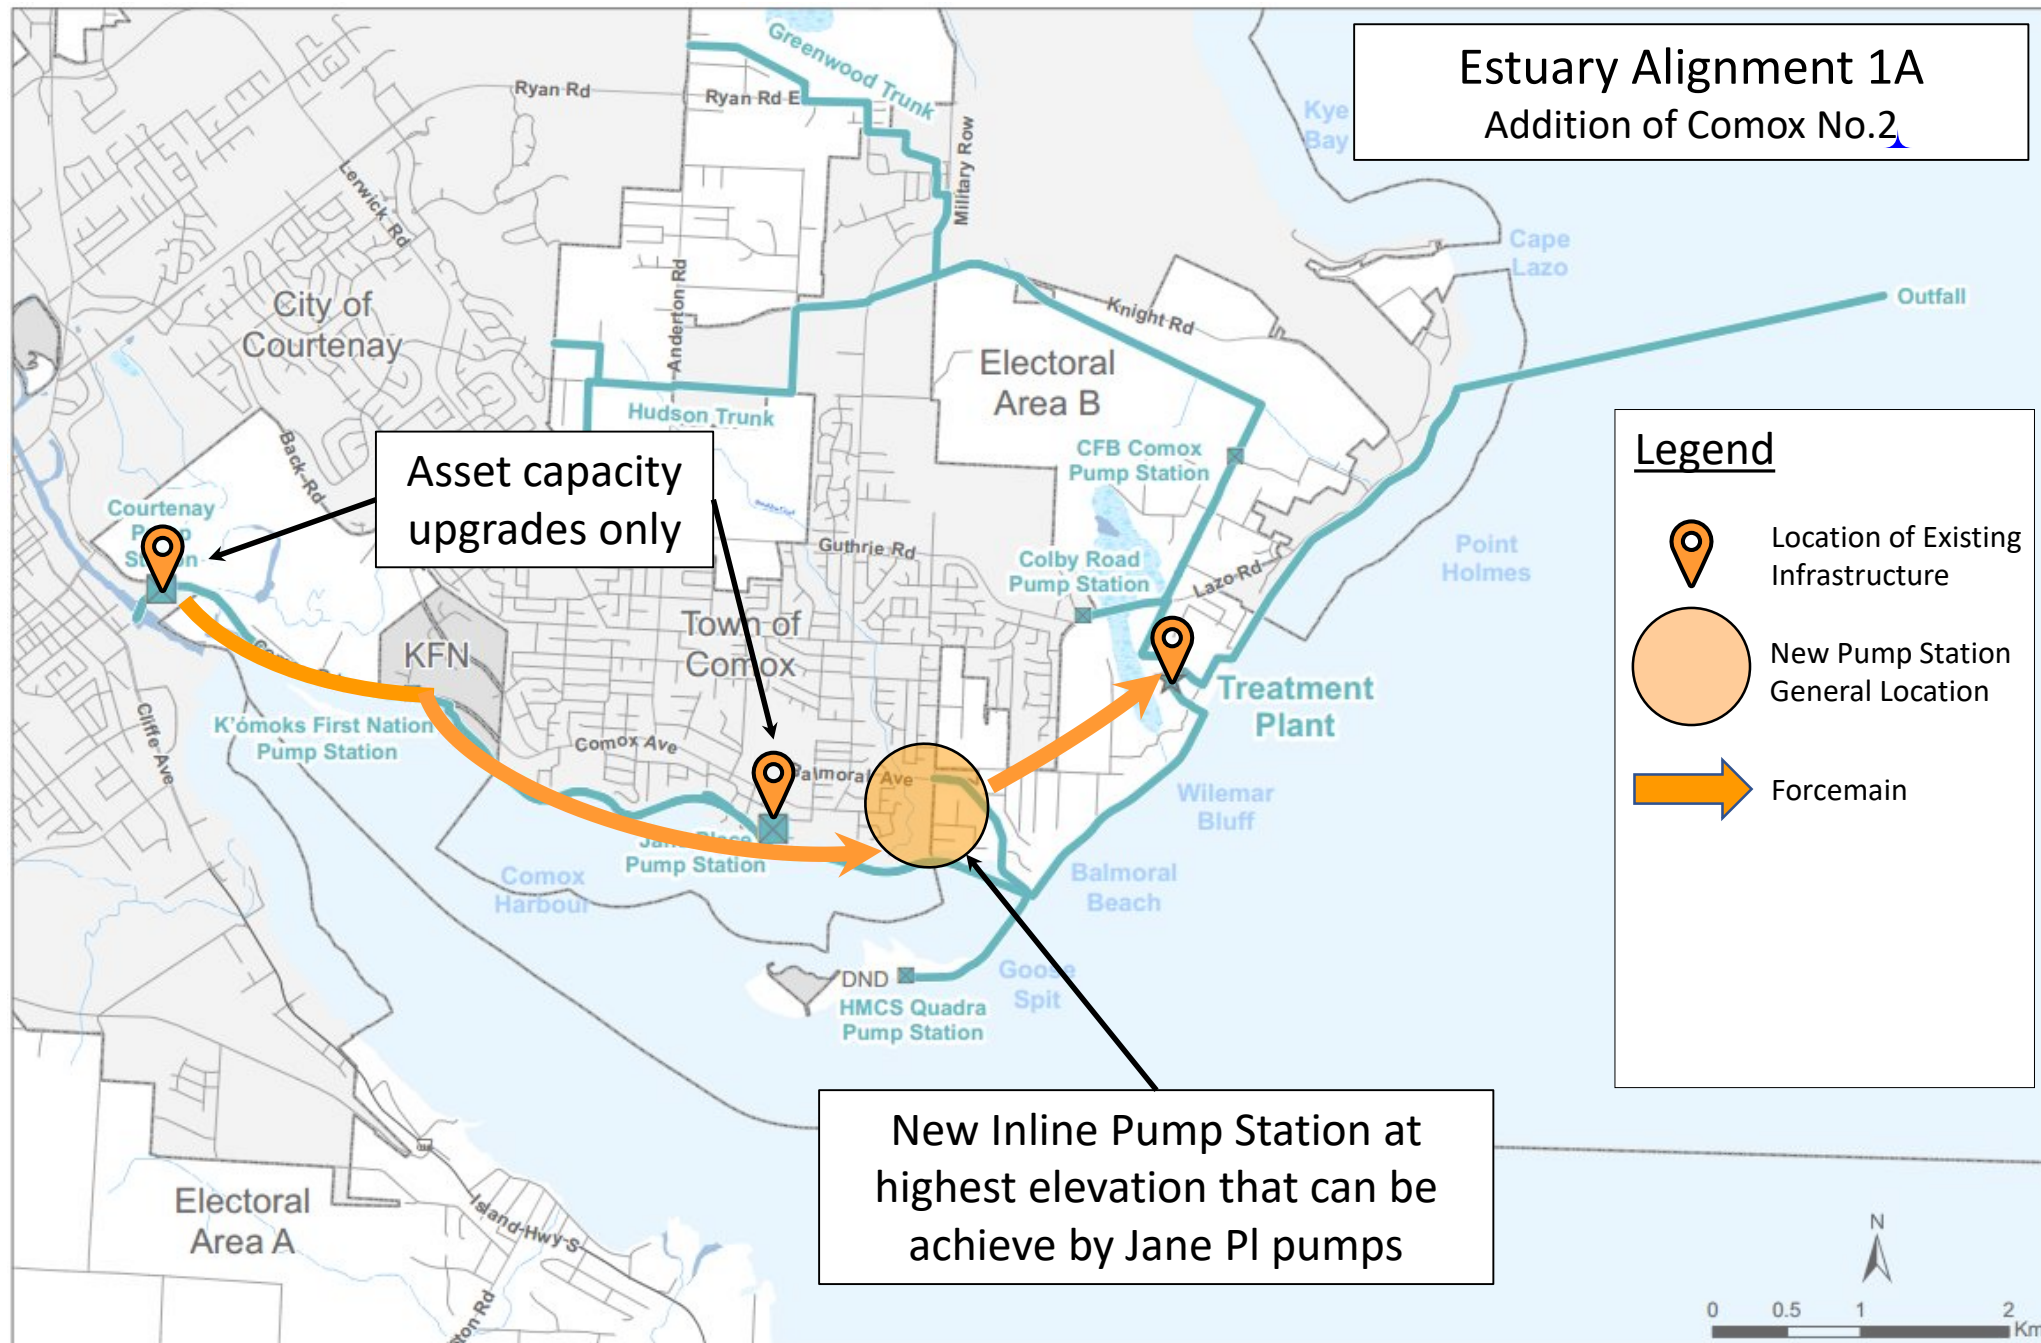 Estuary Alignment 1A
Addition of Comox No.2
Greenwood Trunk
Ryan Rd
Ryan Rd E
Military Row
Kye
Bay
Lerwick Rd
Cape
Lazo
Outfall
City of
Courtenay
Anderton Rd
Knight Rd
Electoral
Area B
Hudson Trunk
Back Rd
Asset capacity
upgrades only
CFB Comox
Pump Station
Legend
Location of Existing
Infrastructure
New Pump Station
General Location
Forcemain
Courtenay
Guthrie Rd
Colby Road
Pump Station
Lazo Rd
Point
Holmes
Town of
Comox
KFN
Treatment
Plant
K'ómoks First Nation
Pump Station
Cliffe Ave
Comox Ave
Balmoral Ave
Pump Station
Wilemar
Bluff
Comox
Harbour
Balmoral
Beach
DND
Goose
Spit
HMCS Quadra
Pump Station
New Inline Pump Station at
highest elevation that can be
achieve by Jane Pl pumps
Electoral
Area A
Island Hwy S
N
0 0.5 1 2
Km